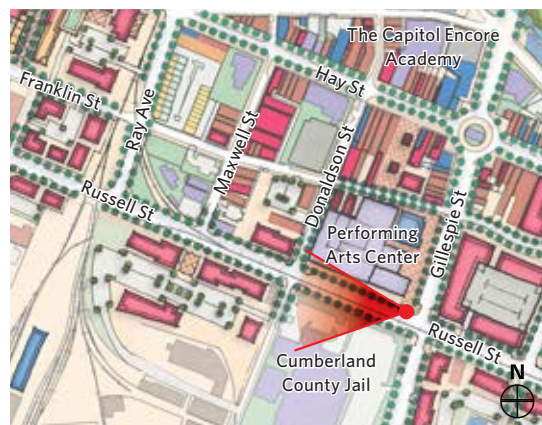 The Capitol Encore
Academy
Hay St
Franklin St
Ray Ave
Maxwell St
Donaldson St
Russell St
Gillespie St
Performing
Arts Center
Russell St
Cumberland
County Jail
N